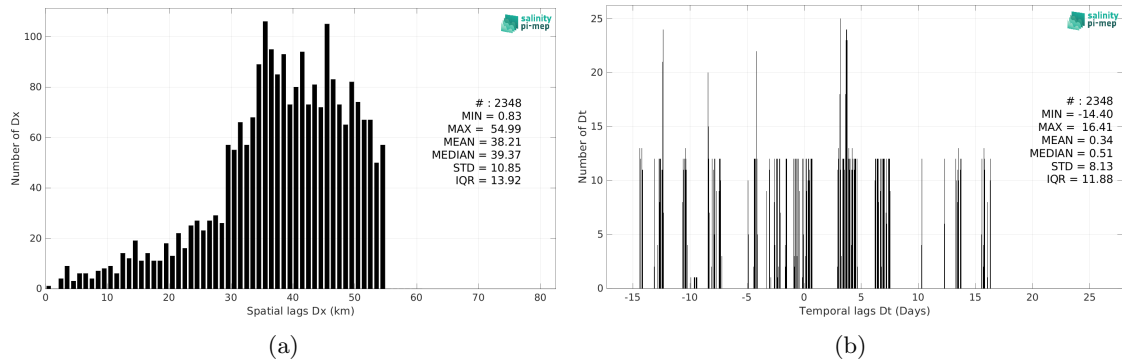 salinity
pi-mep
100
80
60
40
20
0
Number of Dx
# : 2348
MIN = 0.83
MAX = 54.99
MEAN = 38.21
MEDIAN = 39.37
STD = 10.85
IQR = 13.92
0 10 20 30 40 50 60 70 80
Spatial lags Dx (km)
(a)
salinity
pi-mep
25
20
15
10
5
0
Number of Dt
# : 2348
MIN = -14.40
MAX = 16.41
MEAN = 0.34
MEDIAN = 0.51
STD = 8.13
IQR = 11.88
-15 -10 -5 0 5 10 15 20 25
Temporal lags Dt (Days)
(b)